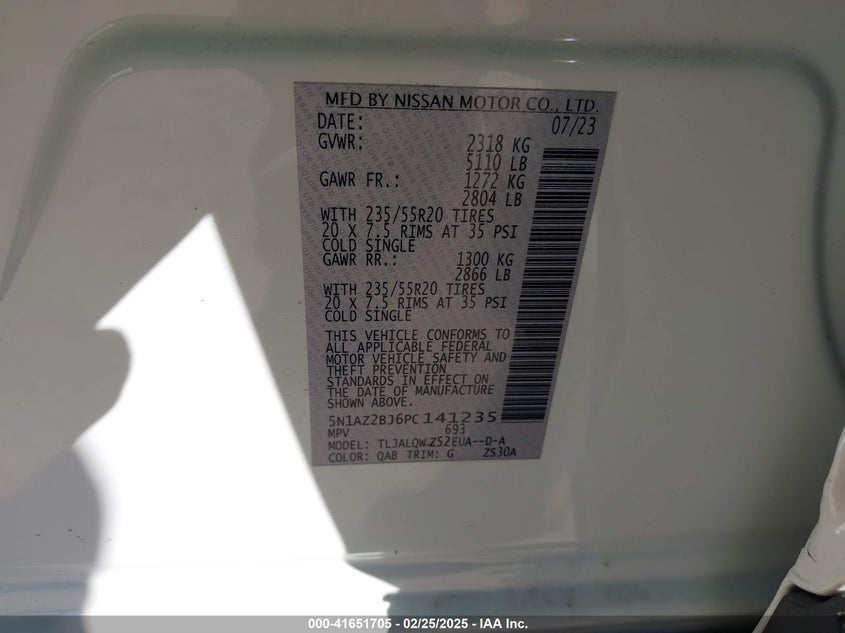 MFD BY NISSAN MOTOR CO., LTD.
DATE: 07/23
GVWR: 2318 KG
5110 LB
GAWR FR.: 1272 KG
2804 LB
WITH 235/55R20 TIRES
20 X 7.5 RIMS AT 35 PSI
COLD SINGLE
GAWR RR.: 1300 KG
2866 LB
WITH 235/55R20 TIRES
20 X 7.5 RIMS AT 35 PSI
COLD SINGLE
THIS VEHICLE CONFORMS TO
ALL APPLICABLE FEDERAL
MOTOR VEHICLE SAFETY AND
THEFT PREVENTION
STANDARDS IN EFFECT ON
THE DATE OF MANUFACTURE
SHOWN ABOVE.
5N1AZ2BJ6PC141235
MPV 693
MODEL: TLJALQWZ52EUA--D-A
COLOR: QAB TRIM: G ZS30A
000-41651705 - 02/25/2025 - IAA Inc.